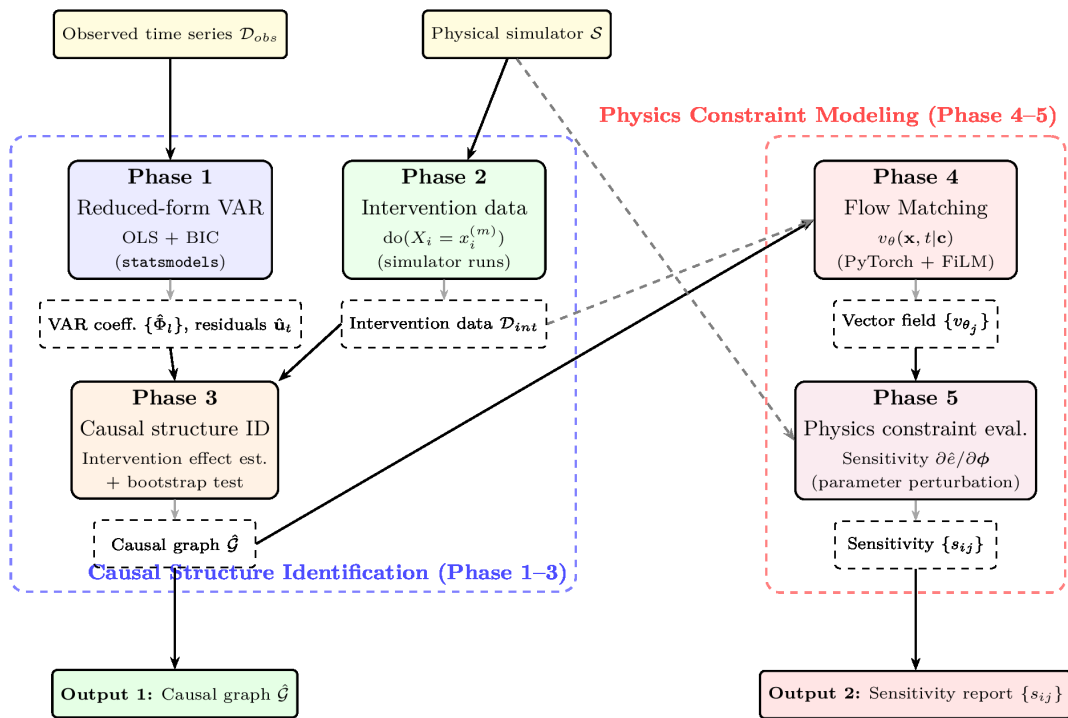 Observed time series 𝒟_obs
Physical simulator 𝒮
Physics Constraint Modeling (Phase 4–5)
Phase 1
Reduced-form VAR
OLS + BIC
(statsmodels)
Phase 2
Intervention data
do(X_i = x_i^{(m)})
(simulator runs)
Phase 4
Flow Matching
v_θ(𝐱, t|𝐜)
(PyTorch + FiLM)
VAR coeff. {Φ̂_l}, residuals 𝐮̂_t
Intervention data 𝒟_int
Vector field {v_{θ_j}}
Phase 3
Causal structure ID
Intervention effect est.
+ bootstrap test
Phase 5
Physics constraint eval.
Sensitivity ∂ê/∂ϕ
(parameter perturbation)
Causal graph 𝒢̂
Sensitivity {s_ij}
Causal Structure Identification (Phase 1–3)
Output 1: Causal graph 𝒢̂
Output 2: Sensitivity report {s_ij}